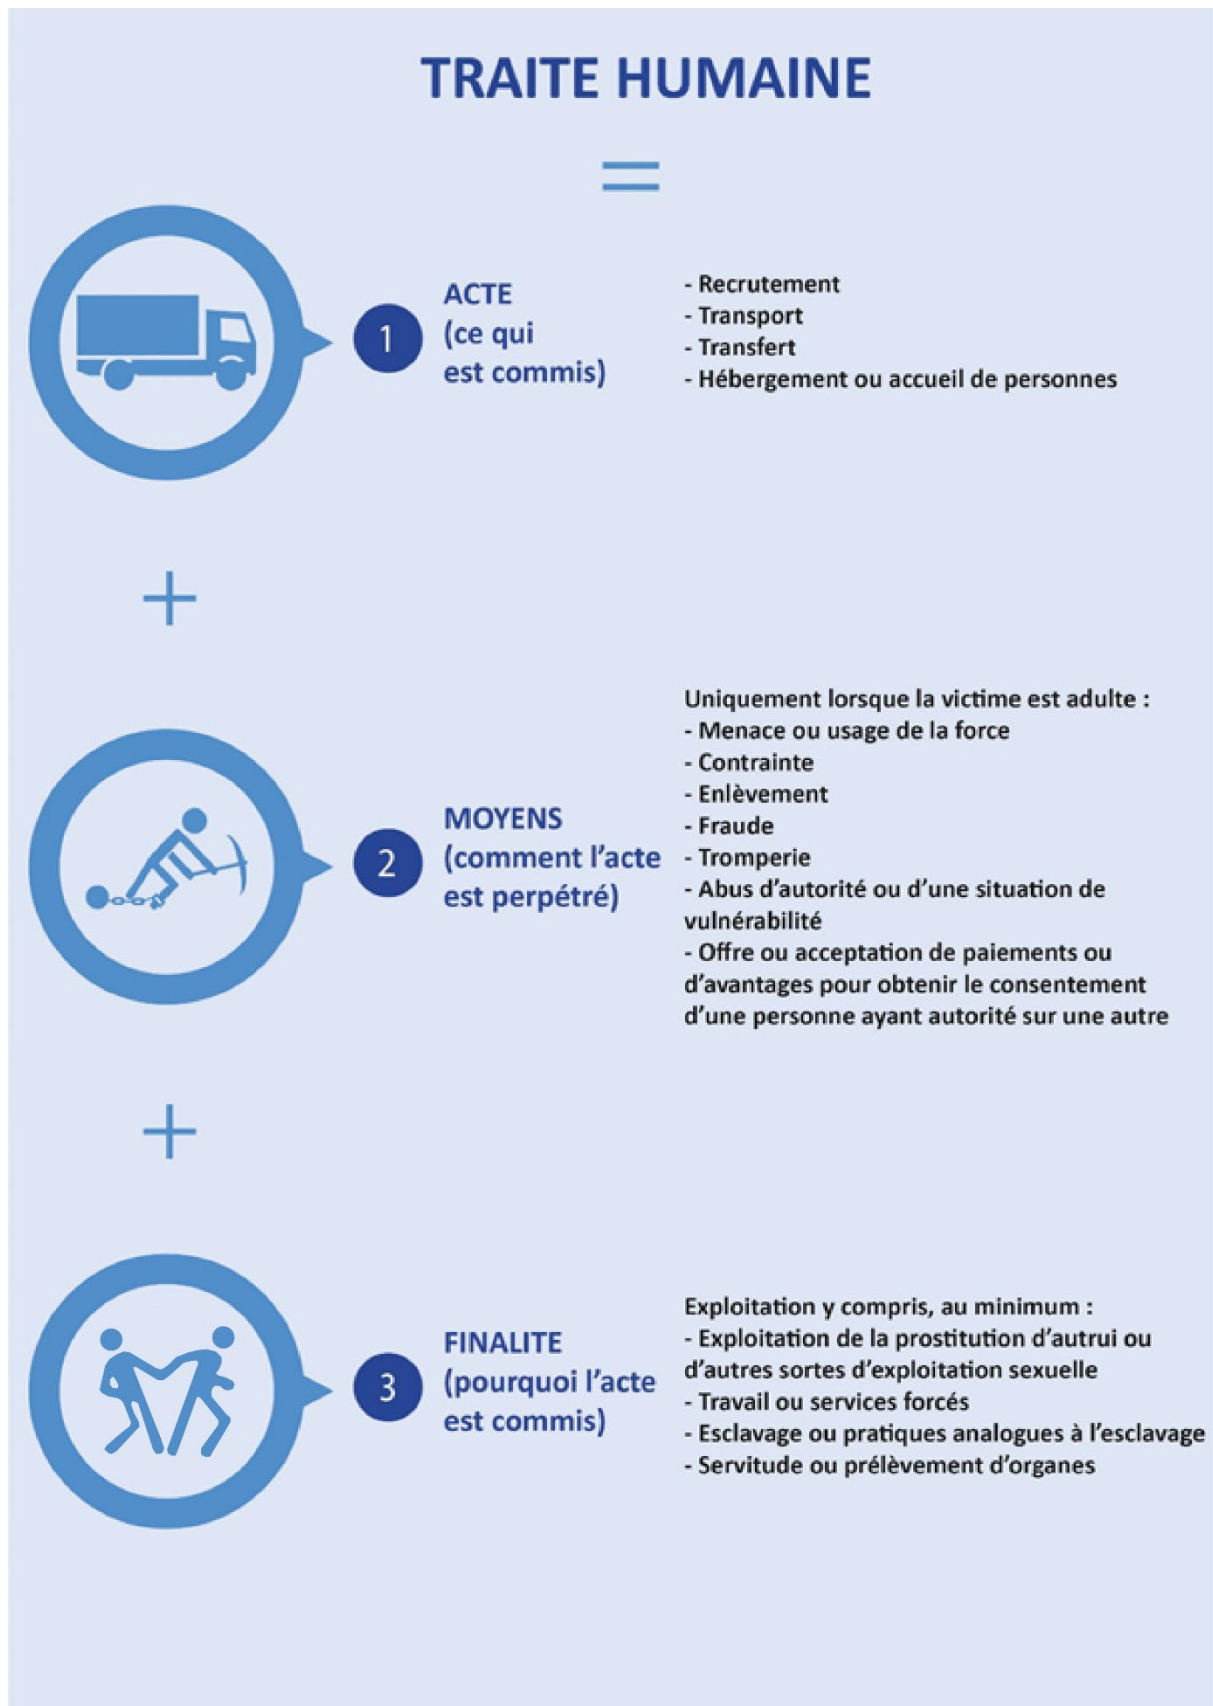 TRAITE HUMAINE
=
1
ACTE
(ce qui
est commis)
- Recrutement
- Transport
- Transfert
- Hébergement ou accueil de personnes
+
2
MOYENS
(comment l’acte
est perpétré)
Uniquement lorsque la victime est adulte :
- Menace ou usage de la force
- Contrainte
- Enlèvement
- Fraude
- Tromperie
- Abus d’autorité ou d’une situation de
vulnérabilité
- Offre ou acceptation de paiements ou
d’avantages pour obtenir le consentement
d’une personne ayant autorité sur une autre
+
3
FINALITE
(pourquoi l’acte
est commis)
Exploitation y compris, au minimum :
- Exploitation de la prostitution d’autrui ou
d’autres sortes d’exploitation sexuelle
- Travail ou services forcés
- Esclavage ou pratiques analogues à l’esclavage
- Servitude ou prélèvement d’organes